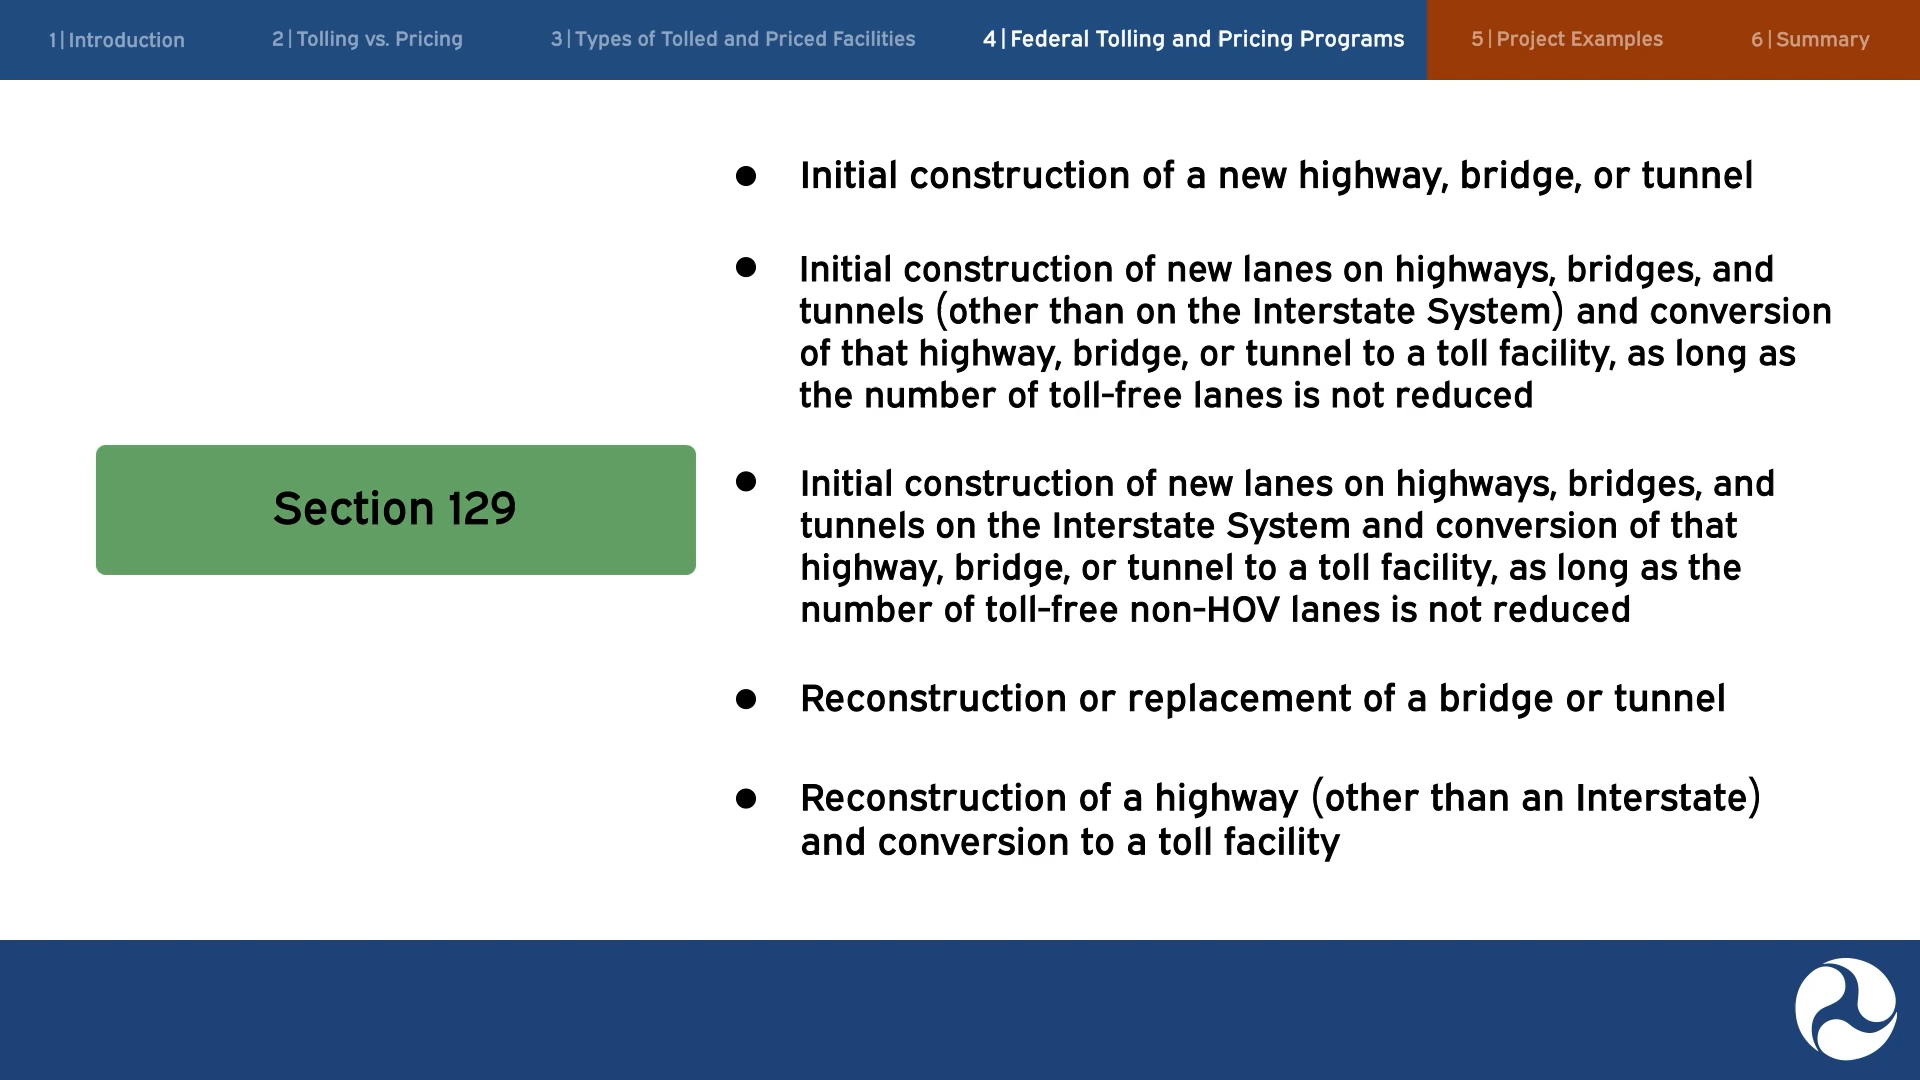 1|Introduction
2|Tolling vs. Pricing
3|Types of Tolled and Priced Facilities
4|Federal Tolling and Pricing Programs
5|Project Examples
6|Summary
Section 129
● Initial construction of a new highway, bridge, or tunnel
● Initial construction of new lanes on highways, bridges, and
tunnels (other than on the Interstate System) and conversion
of that highway, bridge, or tunnel to a toll facility, as long as
the number of toll-free lanes is not reduced
● Initial construction of new lanes on highways, bridges, and
tunnels on the Interstate System and conversion of that
highway, bridge, or tunnel to a toll facility, as long as the
number of toll-free non-HOV lanes is not reduced
● Reconstruction or replacement of a bridge or tunnel
● Reconstruction of a highway (other than an Interstate)
and conversion to a toll facility